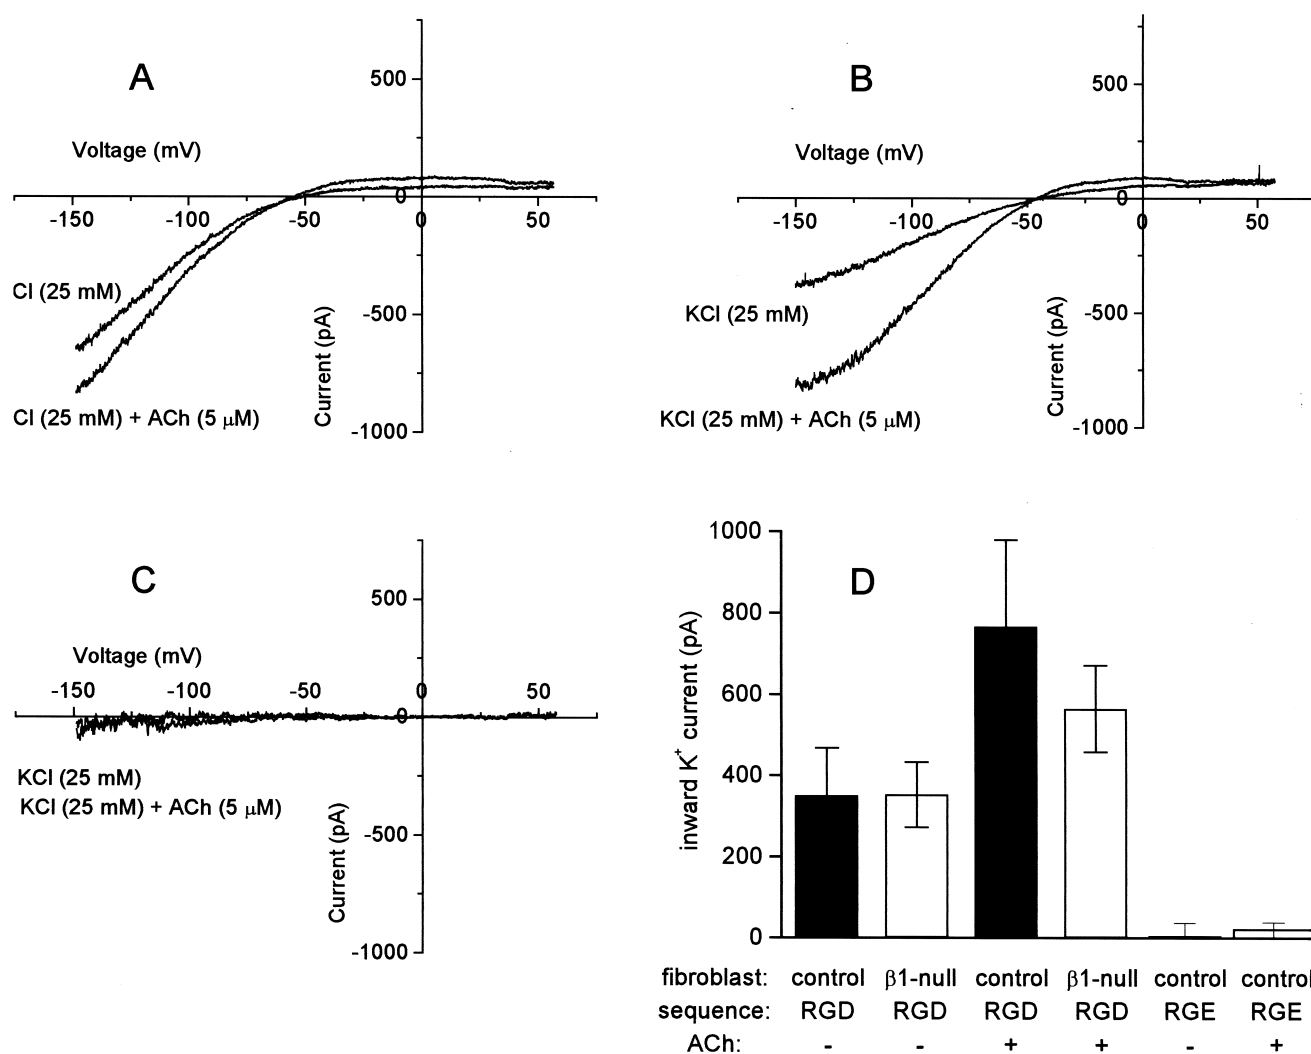 A
500
Voltage (mV)
0
-150 -100 -50 0 50
Cl (25 mM)
-500
Current (pA)
Cl (25 mM) + ACh (5 μM)
-1000
B
500
Voltage (mV)
0
-150 -100 -50 0 50
KCl (25 mM)
-500
Current (pA)
KCl (25 mM) + ACh (5 μM)
-1000
C
500
Voltage (mV)
-150 -100 -50 0 50
0
KCl (25 mM)
KCl (25 mM) + ACh (5 μM)
-500
Current (pA)
-1000
D
1000
800
600
400
200
0
inward K+ current (pA)
fibroblast: control β1-null control β1-null control control
sequence: RGD RGD RGD RGD RGE RGE
ACh: - - + + - +